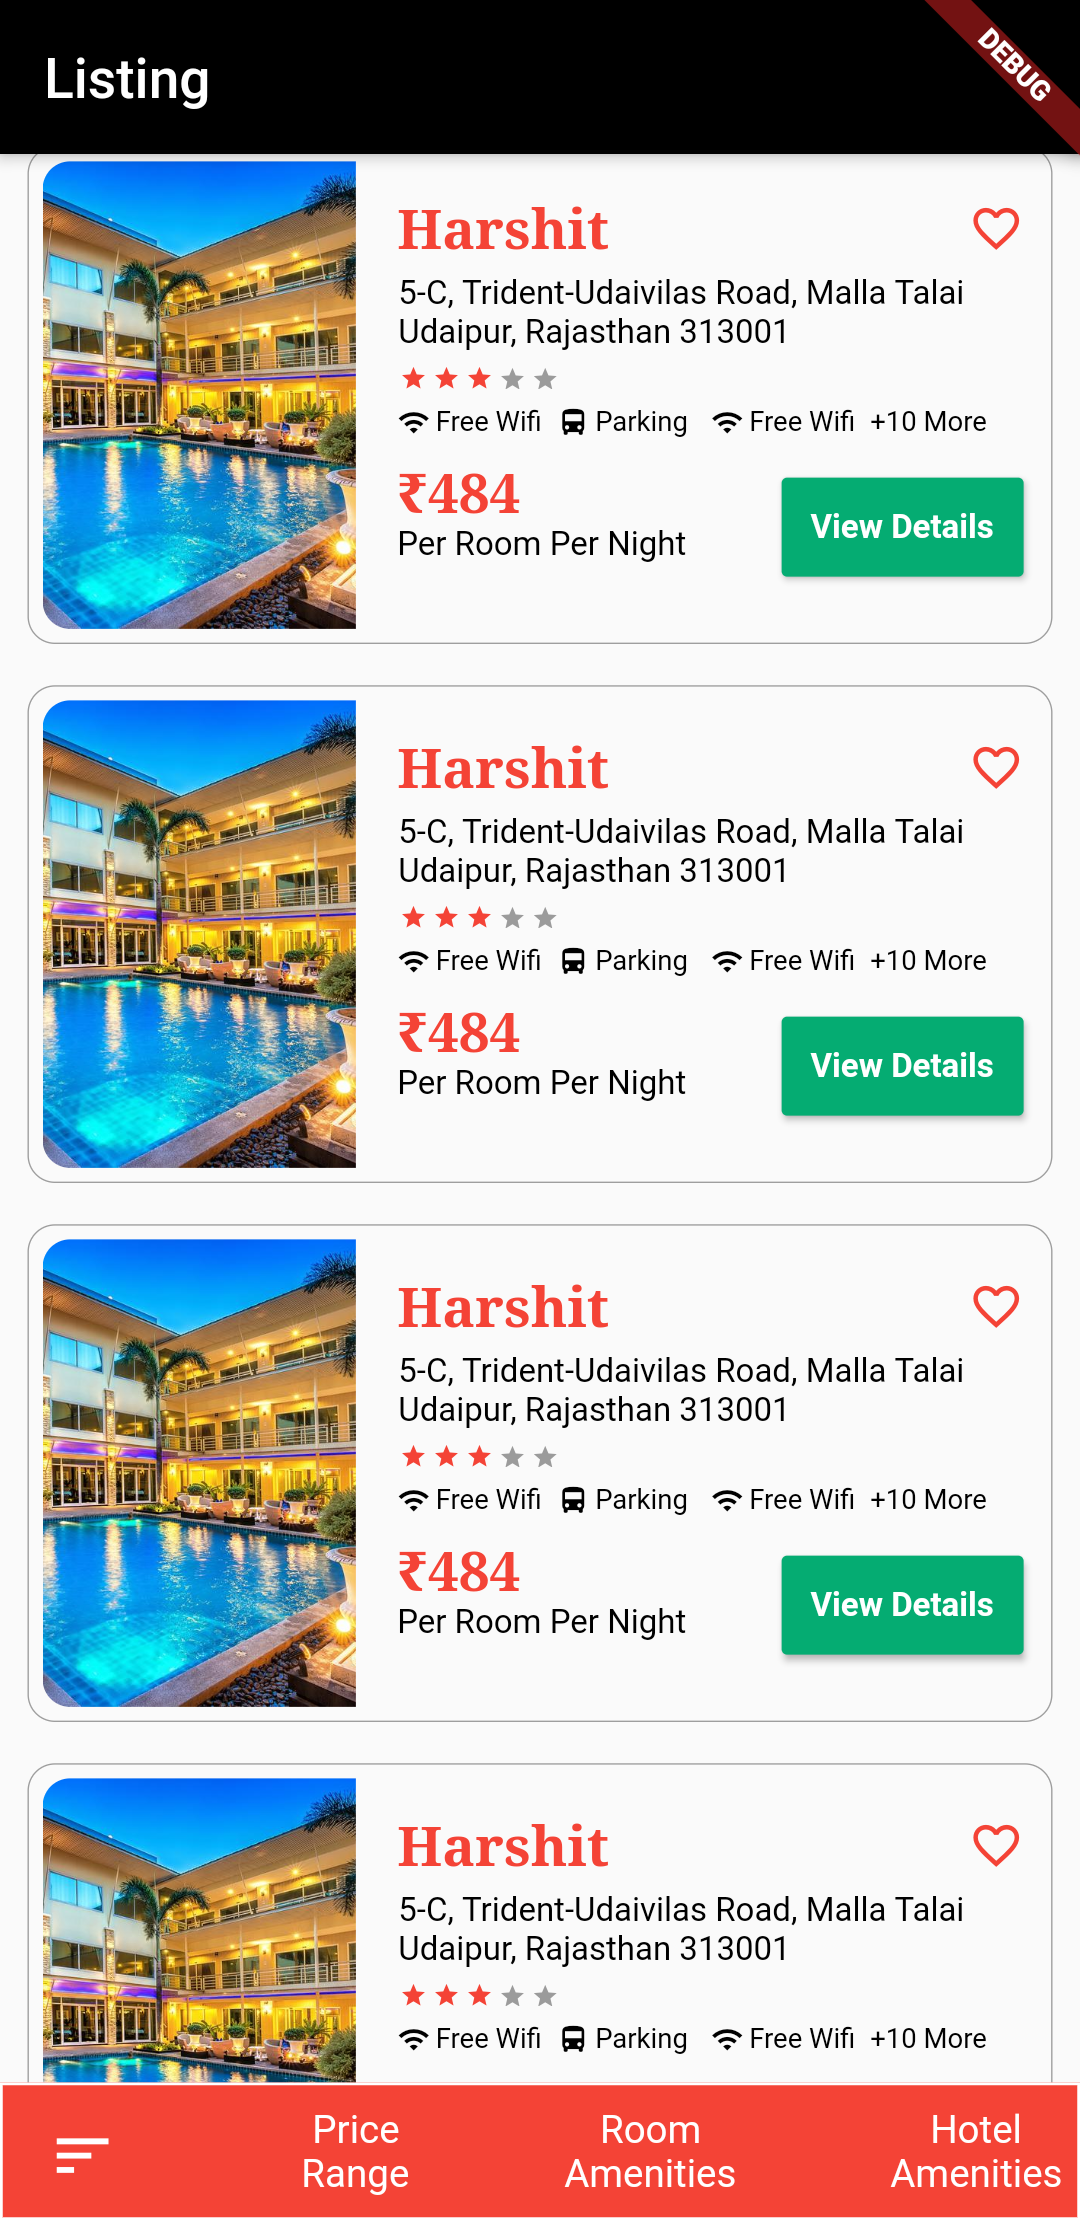 Listing
DEBUG
Harshit
5-C, Trident-Udaivilas Road, Malla Talai
Udaipur, Rajasthan 313001
Free Wifi Parking Free Wifi +10 More
₹484
Per Room Per Night
View Details
Harshit
5-C, Trident-Udaivilas Road, Malla Talai
Udaipur, Rajasthan 313001
Free Wifi Parking Free Wifi +10 More
₹484
Per Room Per Night
View Details
Harshit
5-C, Trident-Udaivilas Road, Malla Talai
Udaipur, Rajasthan 313001
Free Wifi Parking Free Wifi +10 More
₹484
Per Room Per Night
View Details
Harshit
5-C, Trident-Udaivilas Road, Malla Talai
Udaipur, Rajasthan 313001
Free Wifi Parking Free Wifi +10 More
Price
Range
Room
Amenities
Hotel
Amenities